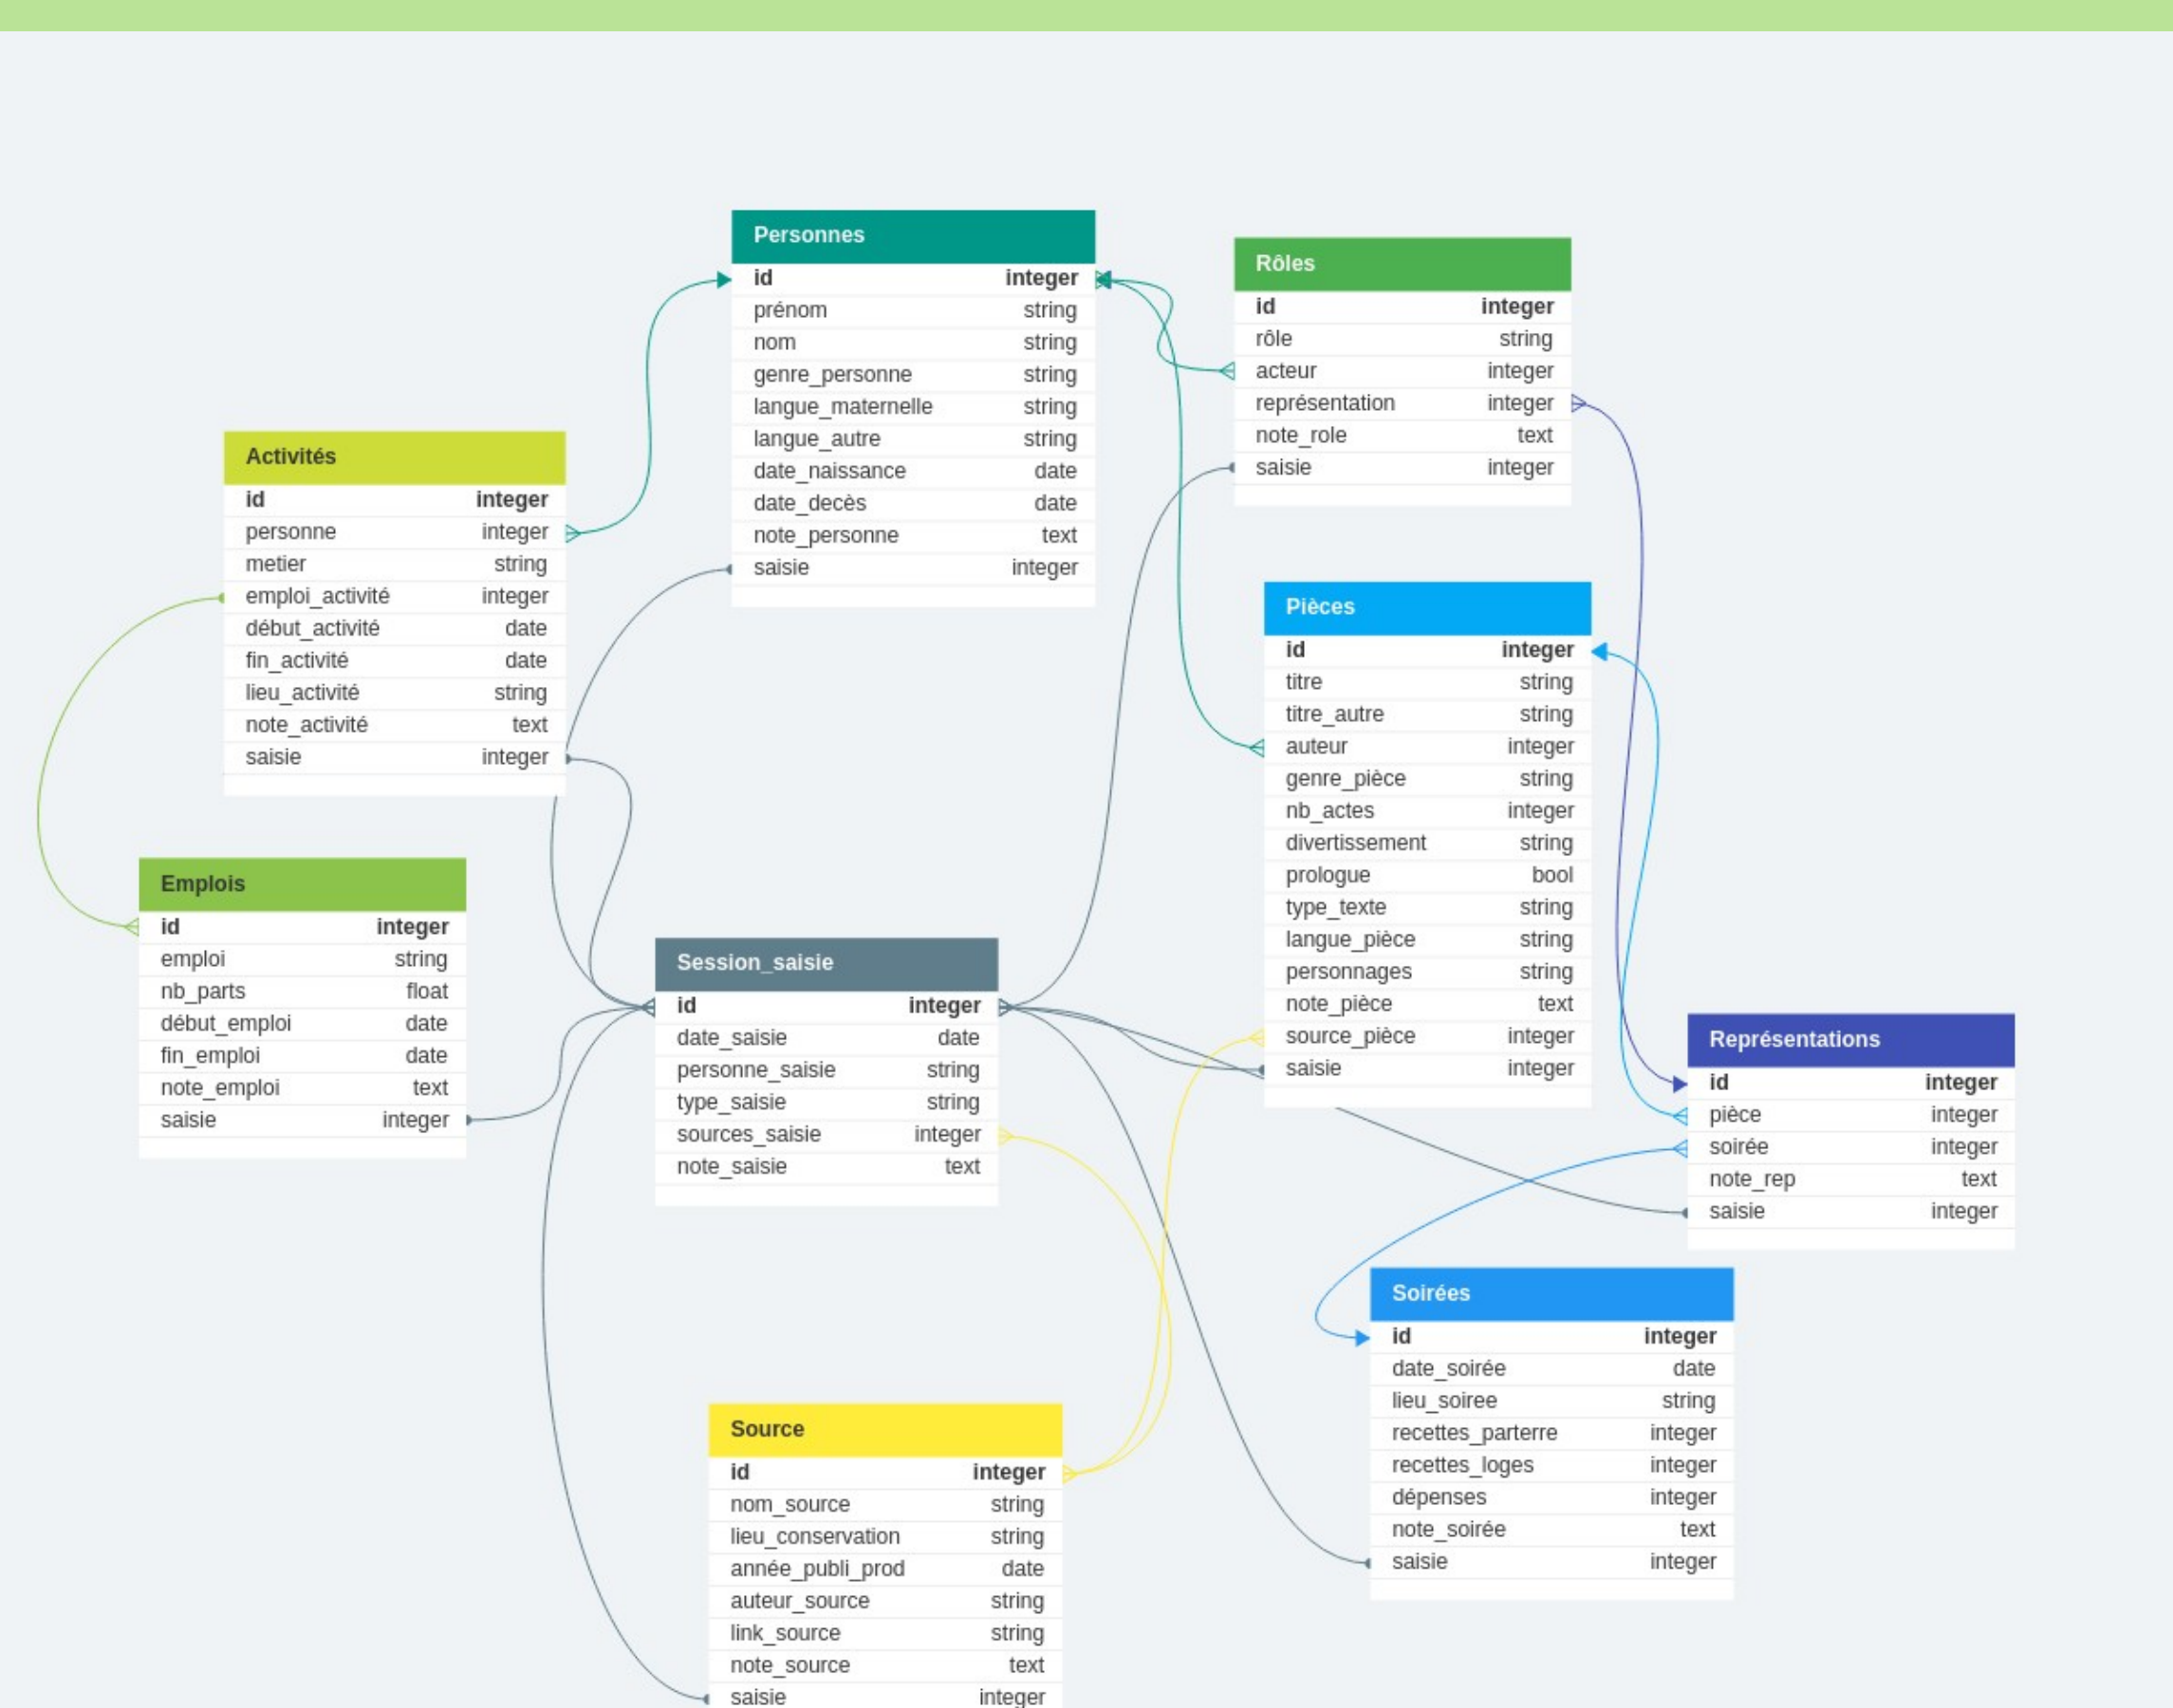 Personnes
id integer
prénom string
nom string
genre_personne string
langue_maternelle string
langue_autre string
date_naissance date
date_decès date
note_personne text
saisie integer
Rôles
id integer
rôle string
acteur integer
représentation integer
note_role text
saisie integer
Activités
id integer
personne integer
metier string
emploi_activité integer
début_activité date
fin_activité date
lieu_activité string
note_activité text
saisie integer
Pièces
id integer
titre string
titre_autre string
auteur integer
genre_pièce string
nb_actes integer
divertissement string
prologue bool
type_texte string
langue_pièce string
personnages string
note_pièce text
source_pièce integer
saisie integer
Emplois
id integer
emploi string
nb_parts float
début_emploi date
fin_emploi date
note_emploi text
saisie integer
Session_saisie
id integer
date_saisie date
personne_saisie string
type_saisie string
sources_saisie integer
note_saisie text
Représentations
id integer
pièce integer
soirée integer
note_rep text
saisie integer
Soirées
id integer
date_soirée date
lieu_soiree string
recettes_parterre integer
recettes_loges integer
dépenses integer
note_soirée text
saisie integer
Source
id integer
nom_source string
lieu_conservation string
année_publi_prod date
auteur_source string
link_source string
note_source text
saisie integer